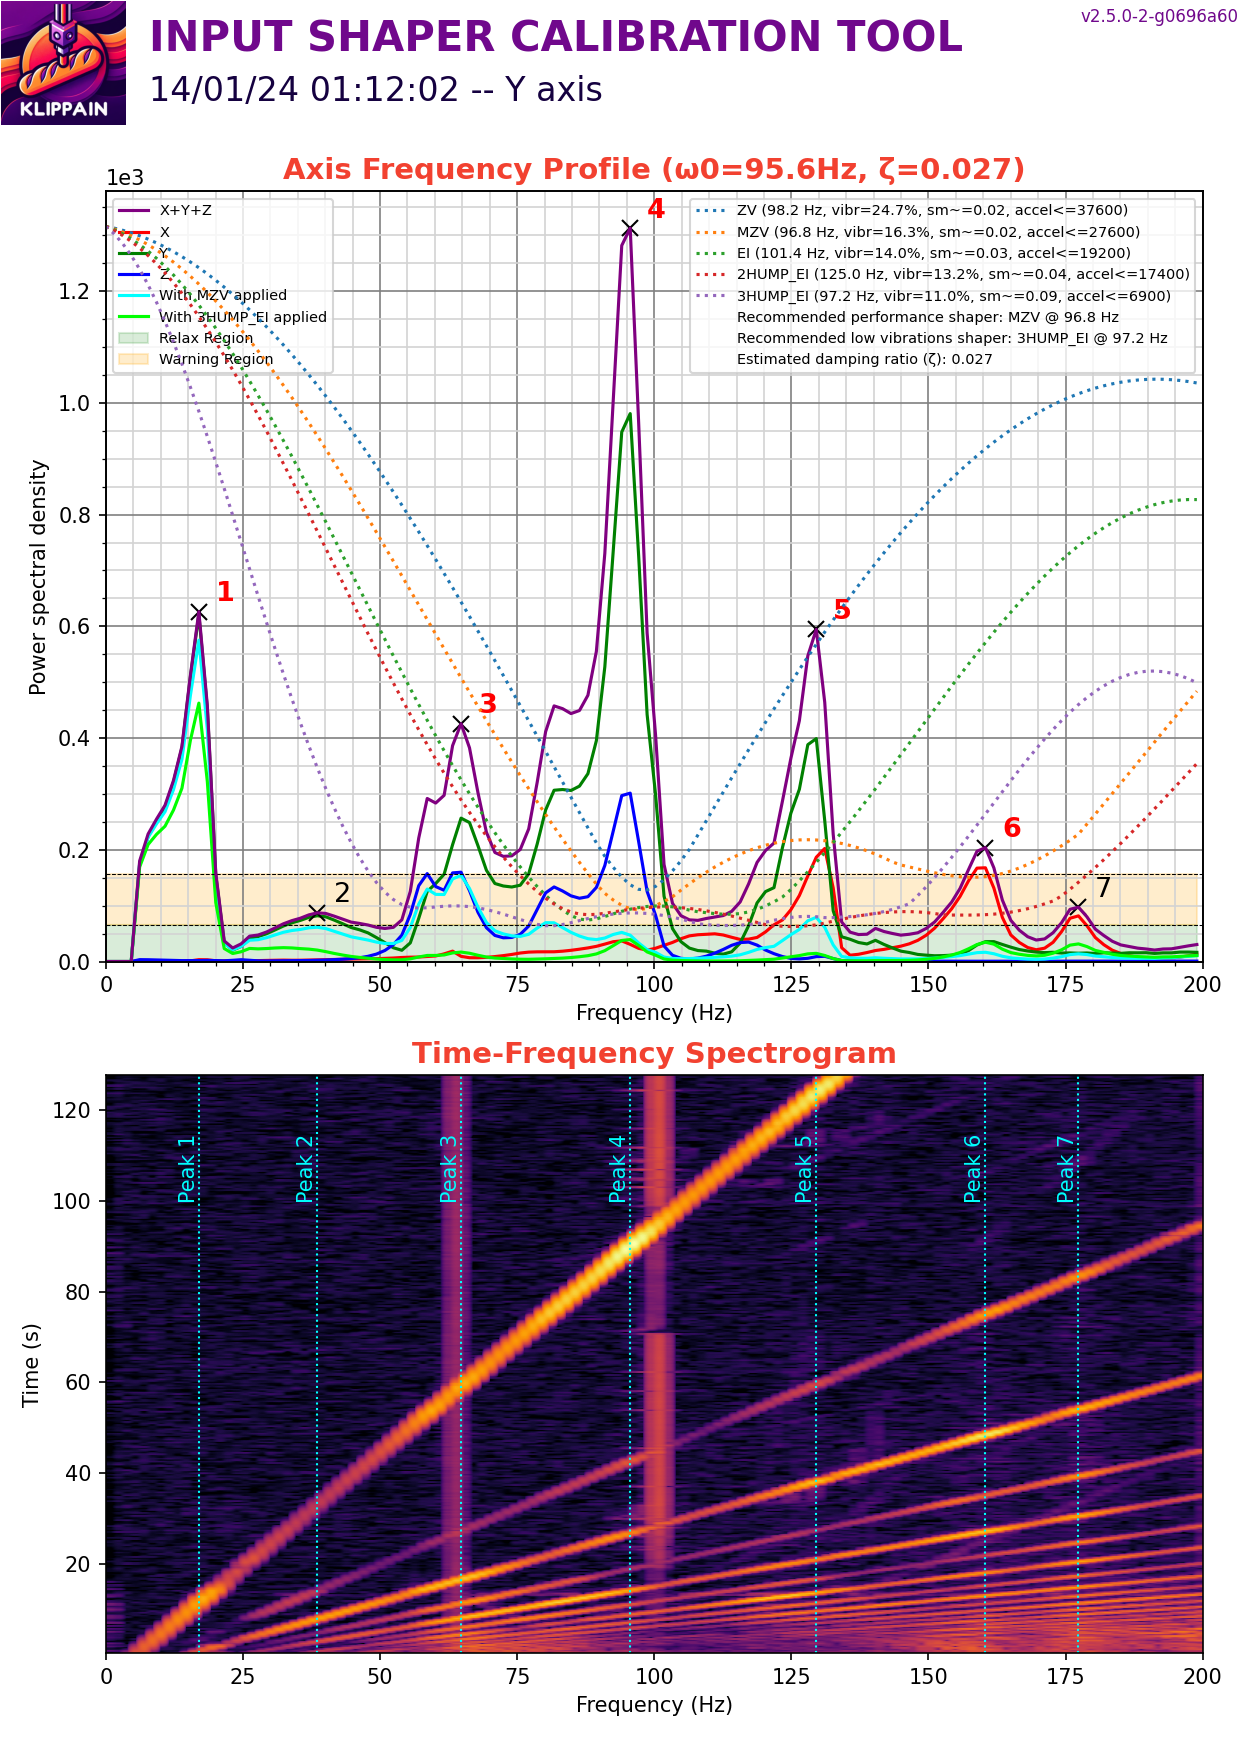 v2.5.0-2-g0696a60
INPUT SHAPER CALIBRATION TOOL
14/01/24 01:12:02 -- Y axis
KLIPPAIN
Axis Frequency Profile (ω0=95.6Hz, ζ=0.027)
1e3
X+Y+Z
X
Y
Z
With MZV applied
With 3HUMP_EI applied
Relax Region
Warning Region
ZV (98.2 Hz, vibr=24.7%, sm~=0.02, accel<=37600)
MZV (96.8 Hz, vibr=16.3%, sm~=0.02, accel<=27600)
EI (101.4 Hz, vibr=14.0%, sm~=0.03, accel<=19200)
2HUMP_EI (125.0 Hz, vibr=13.2%, sm~=0.04, accel<=17400)
3HUMP_EI (97.2 Hz, vibr=11.0%, sm~=0.09, accel<=6900)
Recommended performance shaper: MZV @ 96.8 Hz
Recommended low vibrations shaper: 3HUMP_EI @ 97.2 Hz
Estimated damping ratio (ζ): 0.027
1
2
3
4
5
6
7
Power spectral density
1.2
1.0
0.8
0.6
0.4
0.2
0.0
0 25 50 75 100 125 150 175 200
Frequency (Hz)
Time-Frequency Spectrogram
Peak 1
Peak 2
Peak 3
Peak 4
Peak 5
Peak 6
Peak 7
Time (s)
120
100
80
60
40
20
0 25 50 75 100 125 150 175 200
Frequency (Hz)